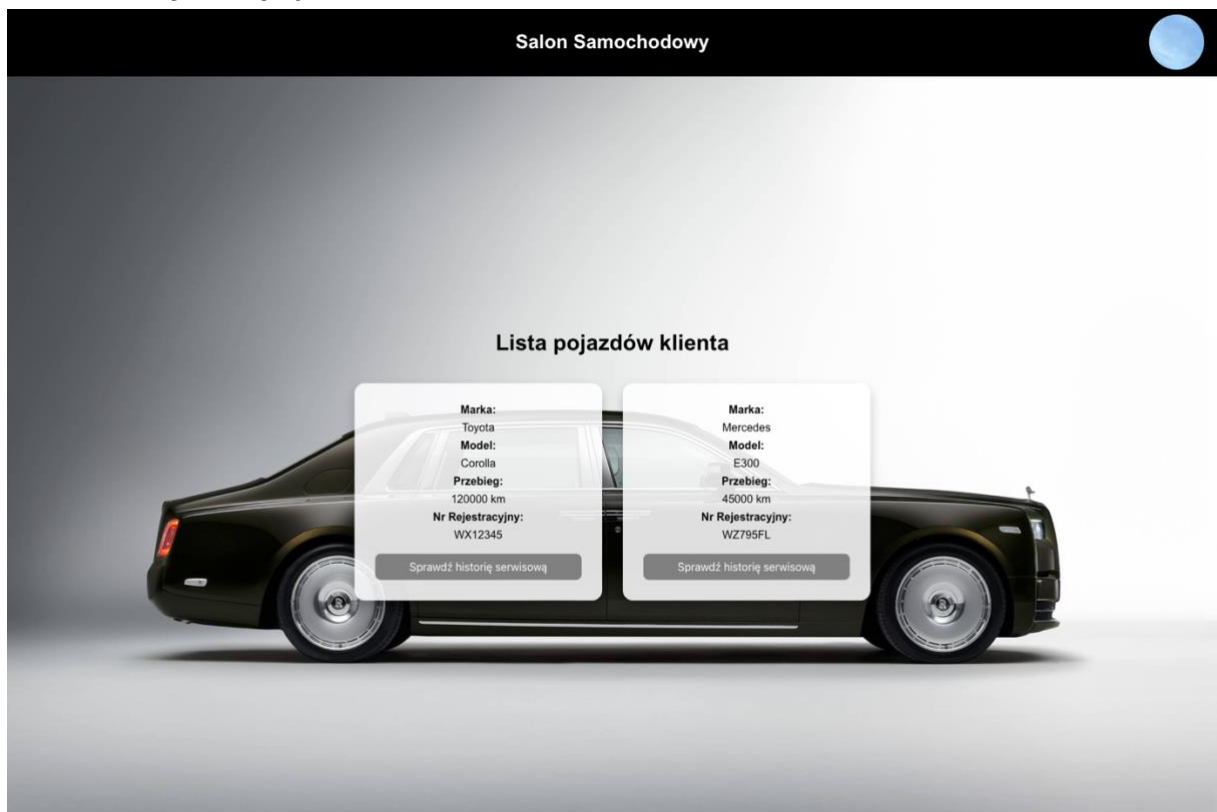 Salon Samochodowy
Lista pojazdów klienta
Marka:
Toyota
Model:
Corolla
Przebieg:
120000 km
Nr Rejestracyjny:
WX12345
Sprawdź historię serwisową
Marka:
Mercedes
Model:
E300
Przebieg:
45000 km
Nr Rejestracyjny:
WZ795FL
Sprawdź historię serwisową